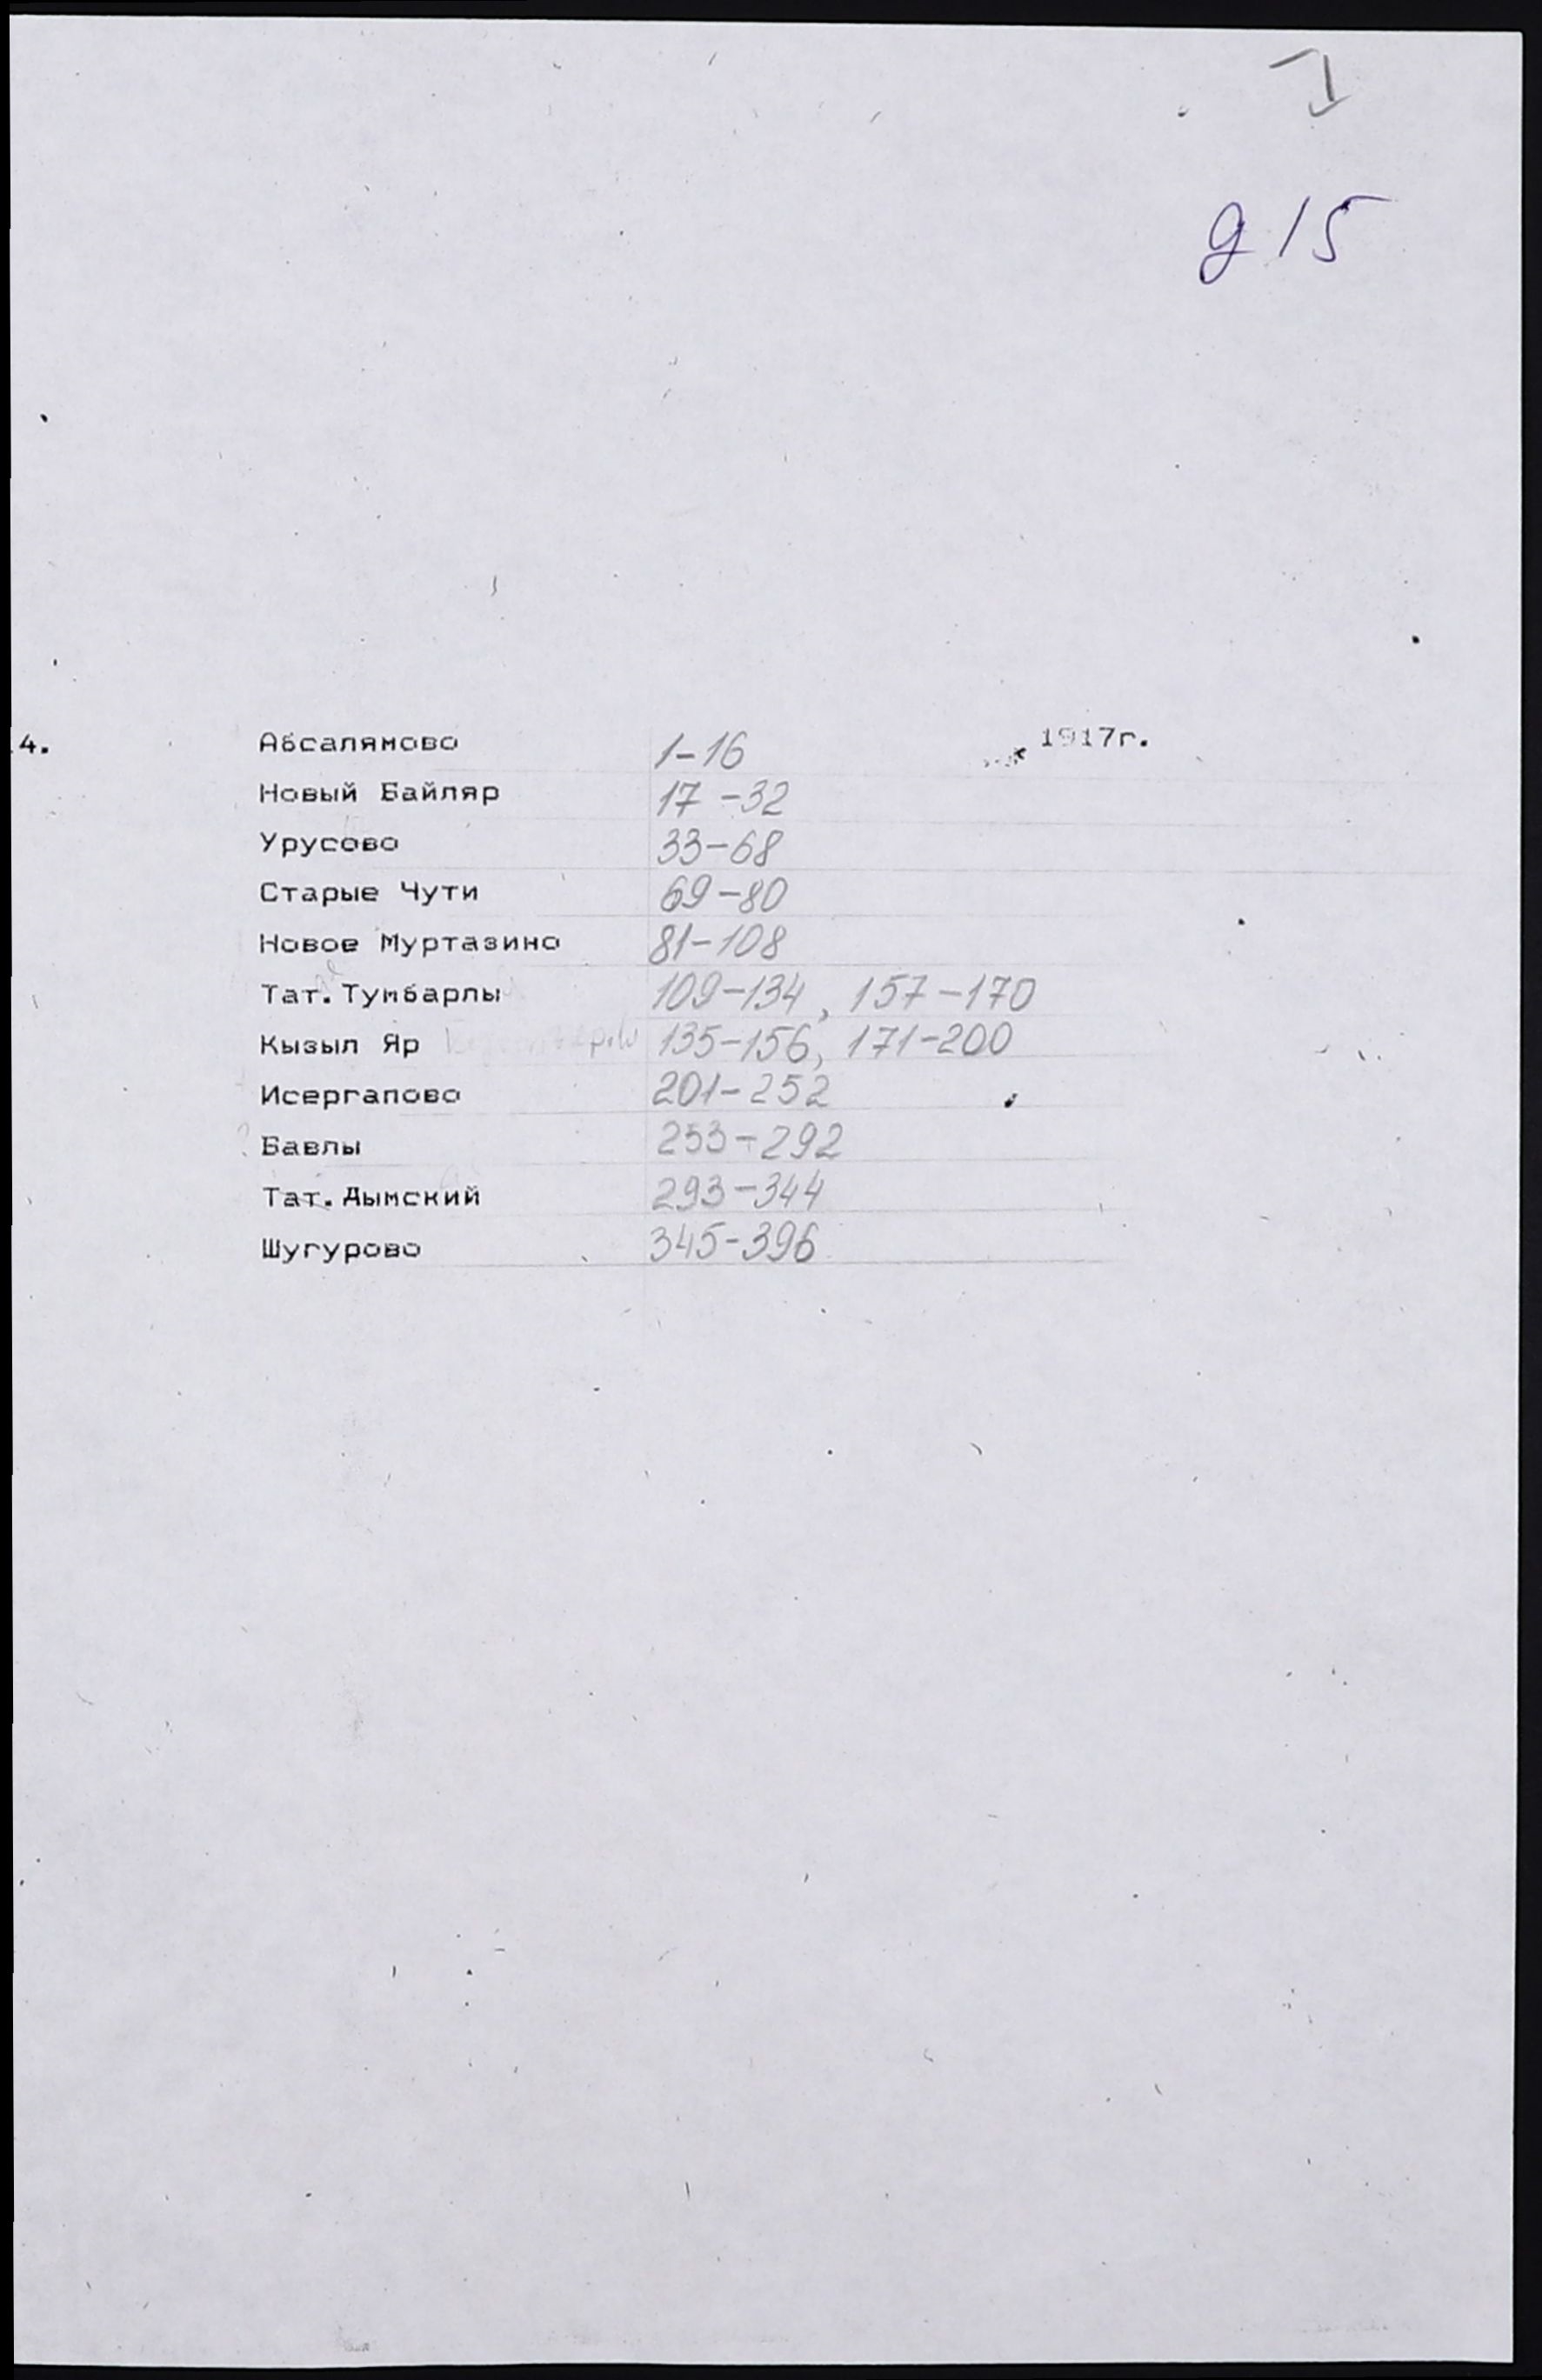 д 15
4. Абсалямово 1-16 1917г.
Новый Байляр 17-32
Урусово 33-68
Старые Чути 69-80
Новое Муртазино 81-108
Тат. Тумбарлы 109-134, 157-170
Кызыл Яр 135-156, 171-200
Исергапово 201-252
? Бавлы 253-292
Тат. Дымский 293-344
Шугурово 345-396